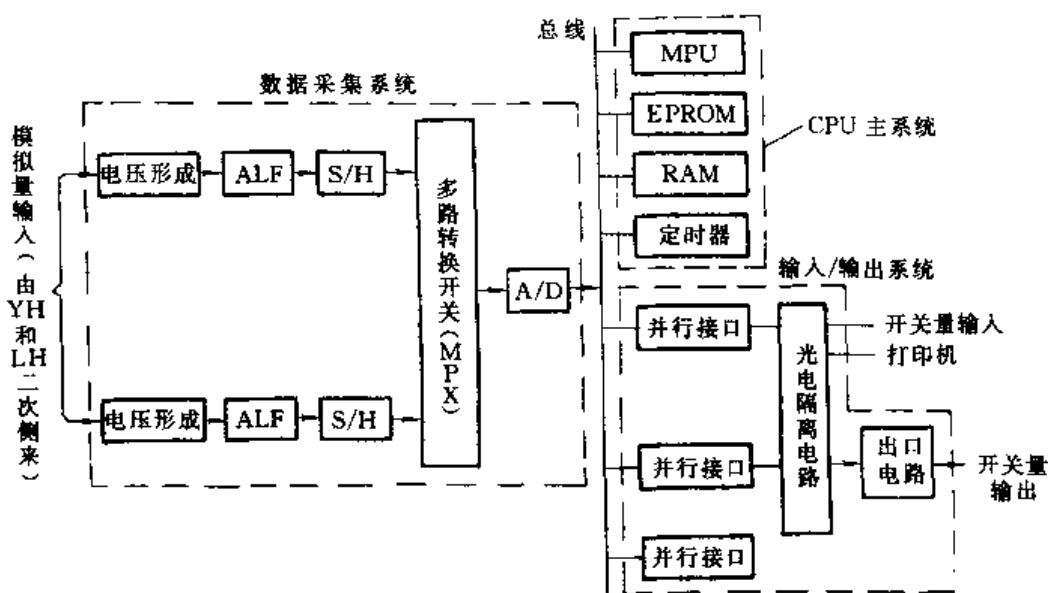 总线
MPU
EPROM
RAM
定时器
CPU 主系统
数据采集系统
模拟量输入(由YH和LH二次侧来)
电压形成
ALF
S/H
电压形成
ALF
S/H
多路转换开关(MPX)
A/D
输入/输出系统
并行接口
并行接口
并行接口
光电隔离电路
开关量输入
打印机
出口
电路
开关量
输出